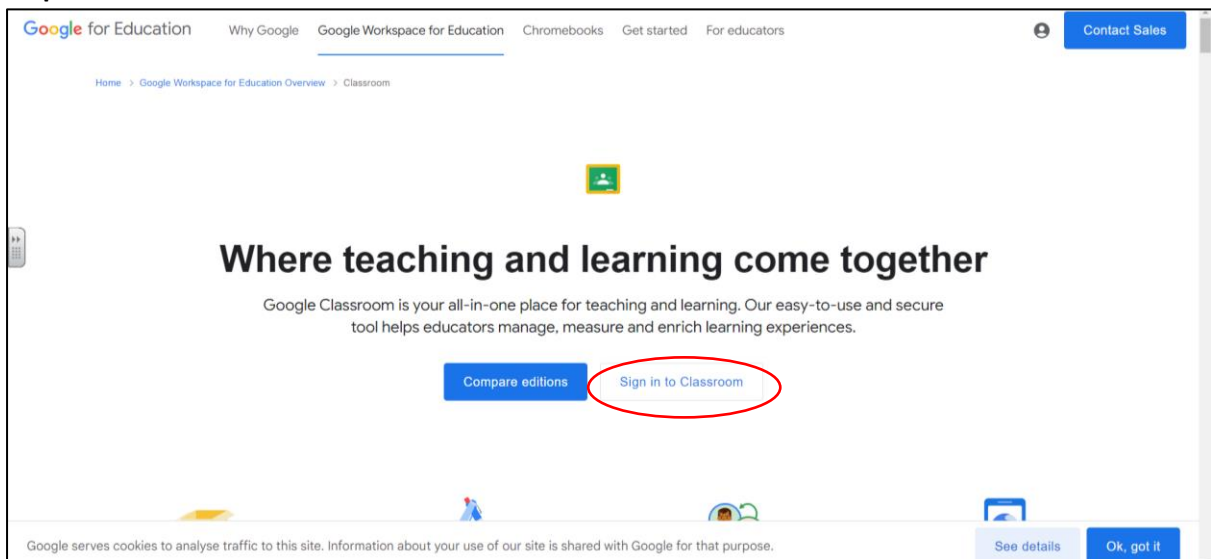 Google for Education
Why Google Google Workspace for Education Chromebooks Get started For educators
Contact Sales
Home > Google Workspace for Education Overview > Classroom
Where teaching and learning come together
Google Classroom is your all-in-one place for teaching and learning. Our easy-to-use and secure
tool helps educators manage, measure and enrich learning experiences.
Compare editions
Sign in to Classroom
Google serves cookies to analyse traffic to this site. Information about your use of our site is shared with Google for that purpose.
See details
Ok, got it